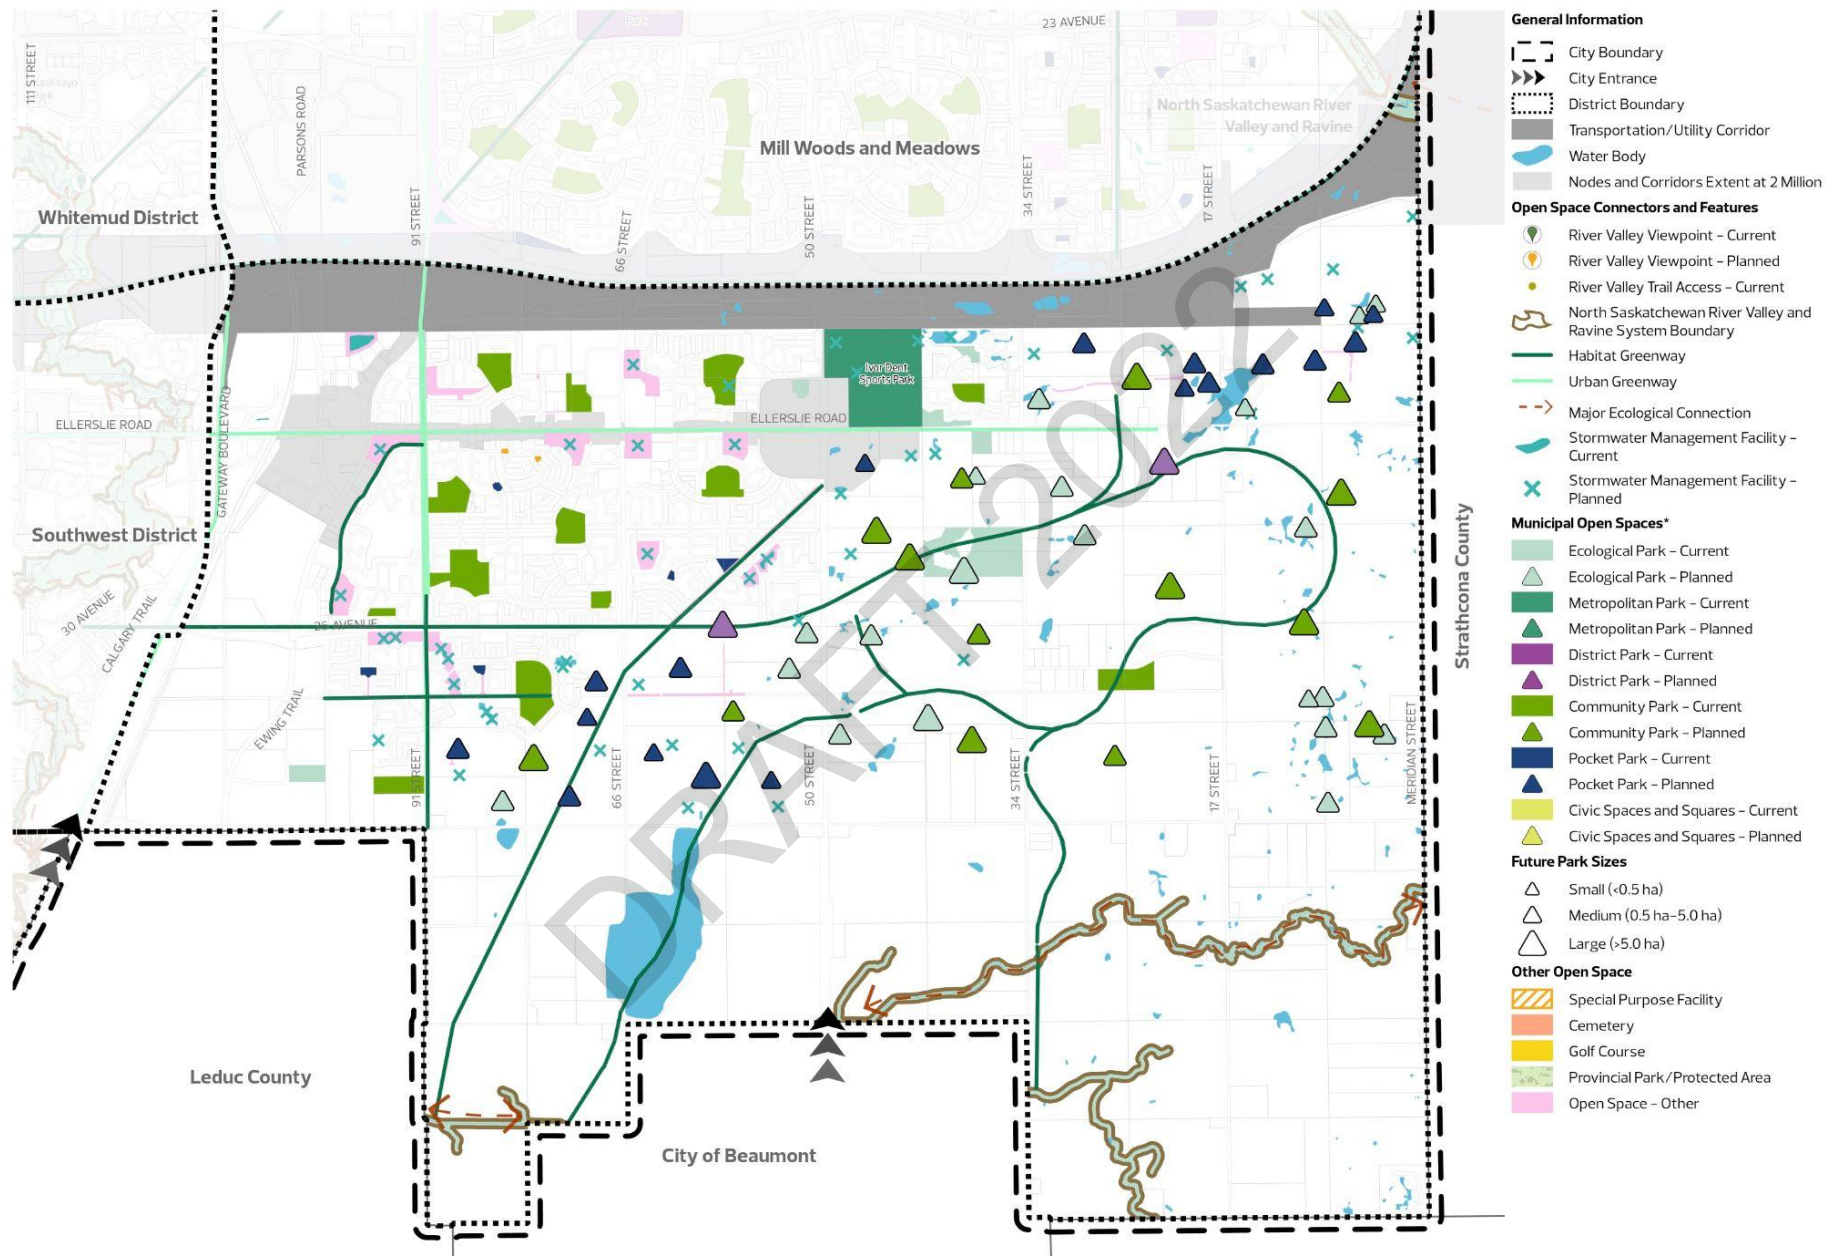 23 AVENUE
111 STREET
PARSONS ROAD
North Saskatchewan River
Valley and Ravine
Mill Woods and Meadows
Whitemud District
91 STREET
66 STREET
50 STREET
34 STREET
17 STREET
Ivor Dent
Sports Park
ELLERSLIE ROAD
ELLERSLIE ROAD
GATEWAY BOULEVARD
Southwest District
30 AVENUE
CALGARY TRAIL
25 AVENUE
EWING TRAIL
91 STREET
66 STREET
50 STREET
34 STREET
17 STREET
MERIDIAN STREET
Strathcona County
DRAFT 2022
Leduc County
City of Beaumont
General Information
City Boundary
City Entrance
District Boundary
Transportation/Utility Corridor
Water Body
Nodes and Corridors Extent at 2 Million
Open Space Connectors and Features
River Valley Viewpoint – Current
River Valley Viewpoint – Planned
River Valley Trail Access – Current
North Saskatchewan River Valley and
Ravine System Boundary
Habitat Greenway
Urban Greenway
Major Ecological Connection
Stormwater Management Facility –
Current
Stormwater Management Facility –
Planned
Municipal Open Spaces*
Ecological Park – Current
Ecological Park – Planned
Metropolitan Park – Current
Metropolitan Park – Planned
District Park – Current
District Park – Planned
Community Park – Current
Community Park – Planned
Pocket Park – Current
Pocket Park – Planned
Civic Spaces and Squares – Current
Civic Spaces and Squares – Planned
Future Park Sizes
Small (<0.5 ha)
Medium (0.5 ha–5.0 ha)
Large (>5.0 ha)
Other Open Space
Special Purpose Facility
Cemetery
Golf Course
Provincial Park/Protected Area
Open Space – Other